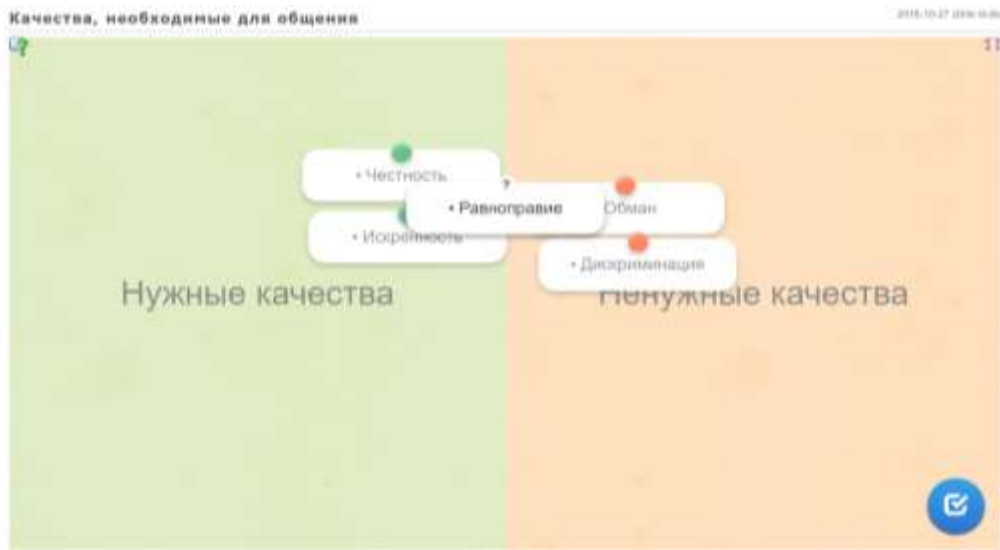 Качества, необходимые для общения
?
• Честность
?
• Равноправие
Обман
• Искренность
• Дискриминация
Нужные качества
Ненужные качества